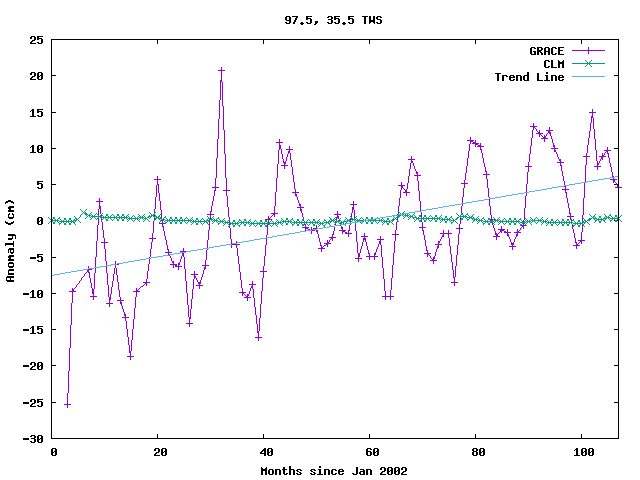 97.5, 35.5 TWS
GRACE
CLM
Trend Line
25
20
15
10
5
0
-5
-10
-15
-20
-25
-30
Anomaly (cm)
0 20 40 60 80 100
Months since Jan 2002